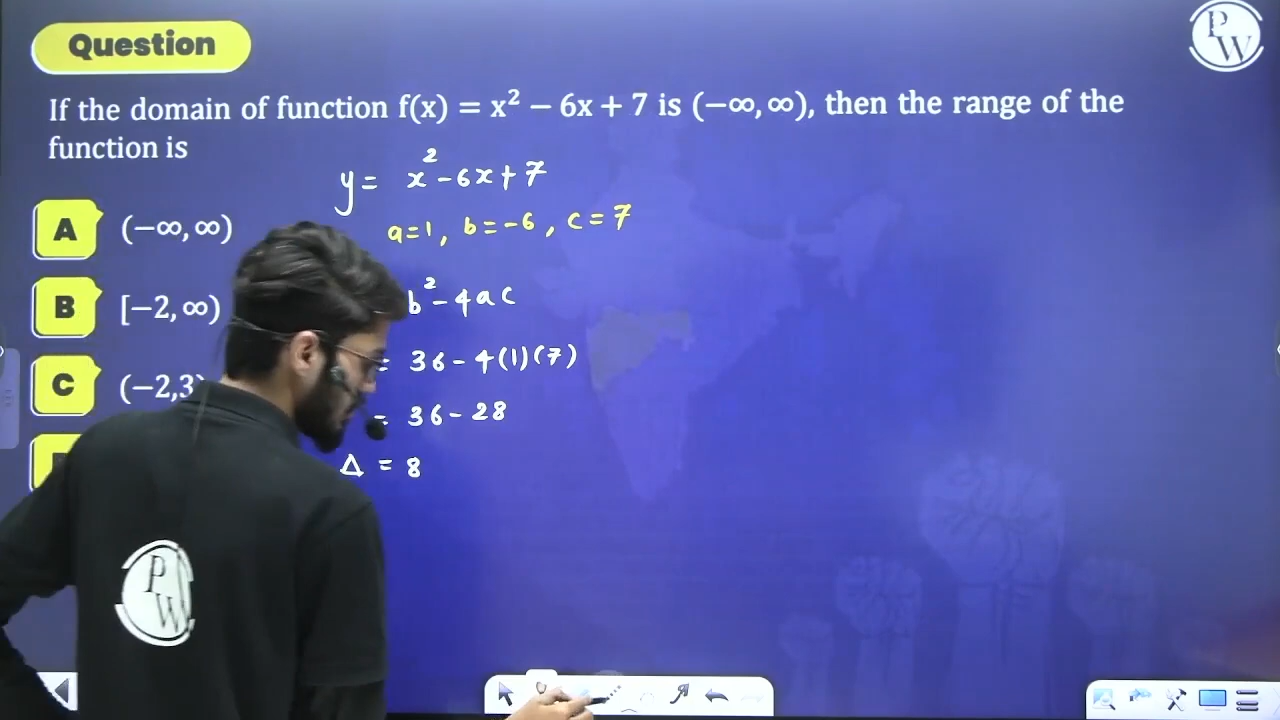 Question
P
W
If the domain of function f(x) = x² − 6x + 7 is (−∞, ∞), then the range of the
function is
y = x² - 6x + 7
A (−∞, ∞)
a=1, b=-6, c=7
B [−2, ∞)
b² - 4ac
= 36 - 4(1)(7)
C (−2,3)
= 36 - 28
Δ = 8
P
W